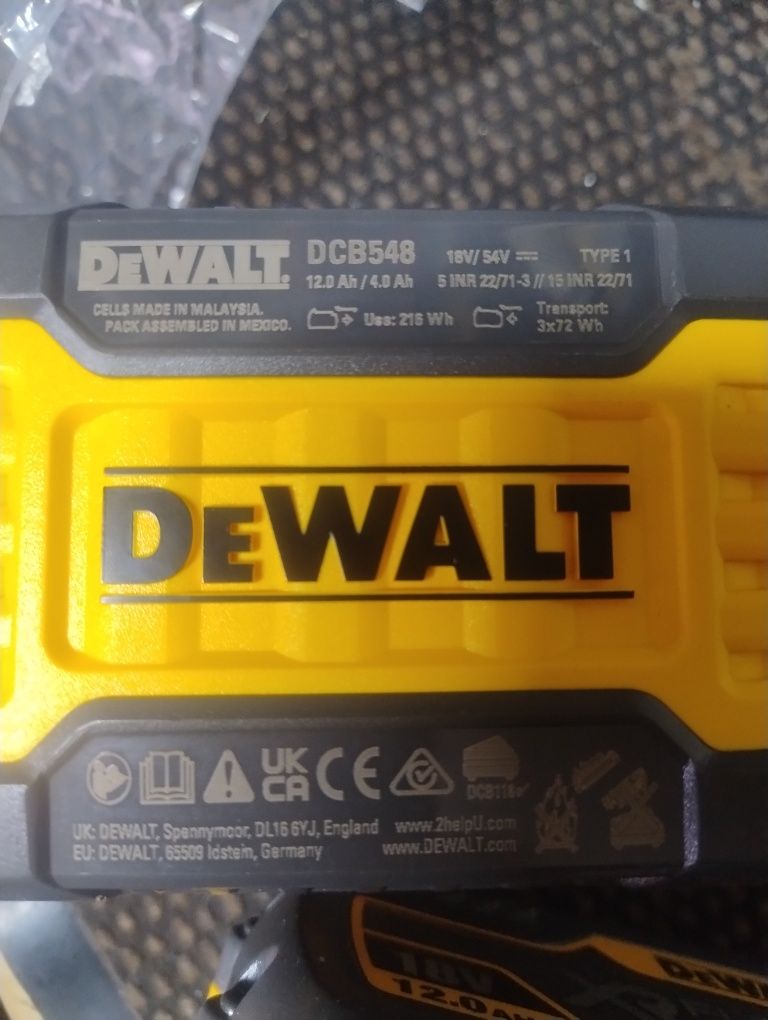 DEWALT. DCB548 18V/ 54V TYPE 1
12.0 Ah / 4.0 Ah 5 INR 22/71-3 // 15 INR 22/71
CELLS MADE IN MALAYSIA.
PACK ASSEMBLED IN MEXICO.
Use: 216 Wh
Transport:
3x72 Wh
DEWALT
UK
CA
CE
DCB118
UK: DEWALT, Spennymoor, DL16 6YJ, England www.2helpU.com
EU: DEWALT, 65509 Idstein, Germany www.DEWALT.com
18V
12.0AH
DEWA